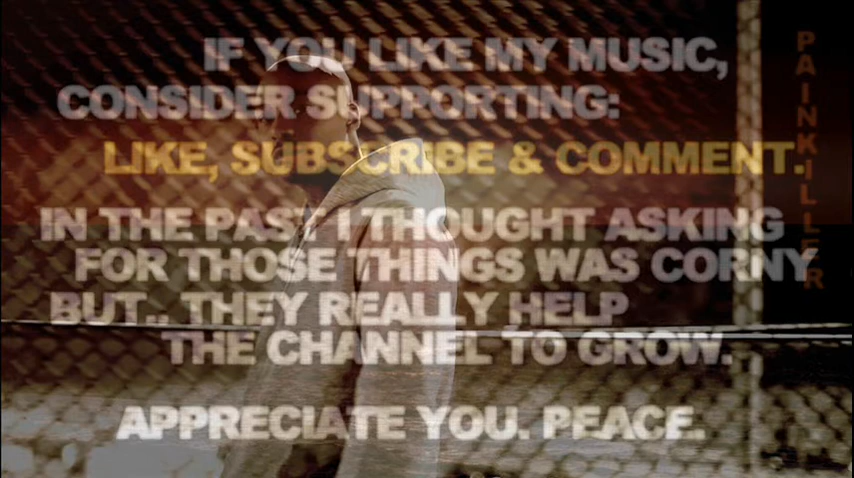 IF YOU LIKE MY MUSIC,
CONSIDER SUPPORTING:
LIKE, SUBSCRIBE & COMMENT.
IN THE PAST I THOUGHT ASKING
FOR THOSE THINGS WAS CORNY
BUT.. THEY REALLY HELP
THE CHANNEL TO GROW.
APPRECIATE YOU. PEACE.
PAINKILLER